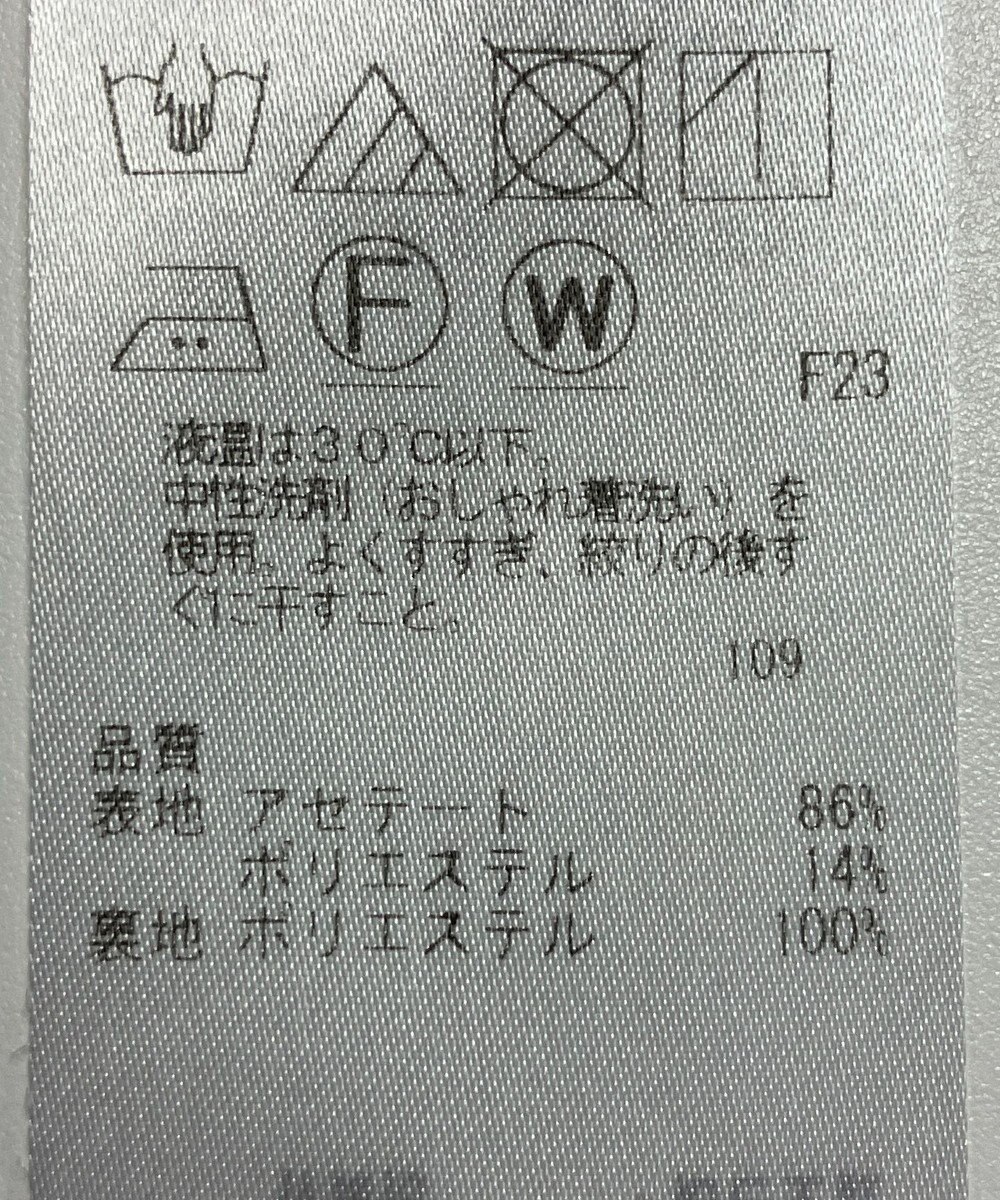 F
W
F23
液温は30℃以下。
中性洗剤（おしゃれ着洗い）を
使用。よくすすぎ、絞りの後す
ぐに干すこと。
109
品質
表地 アセテート 86%
ポリエステル 14%
裏地 ポリエステル 100%